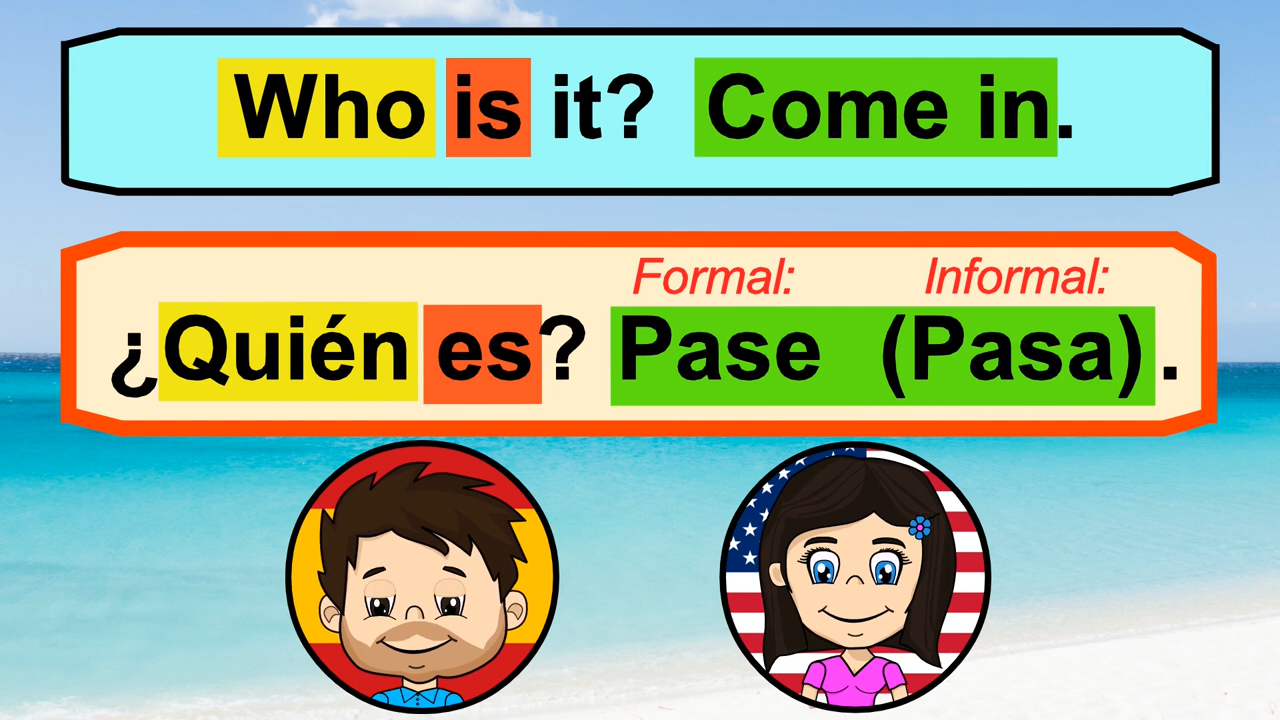 Who is it? Come in.
Formal: Informal:
¿Quién es? Pase (Pasa).